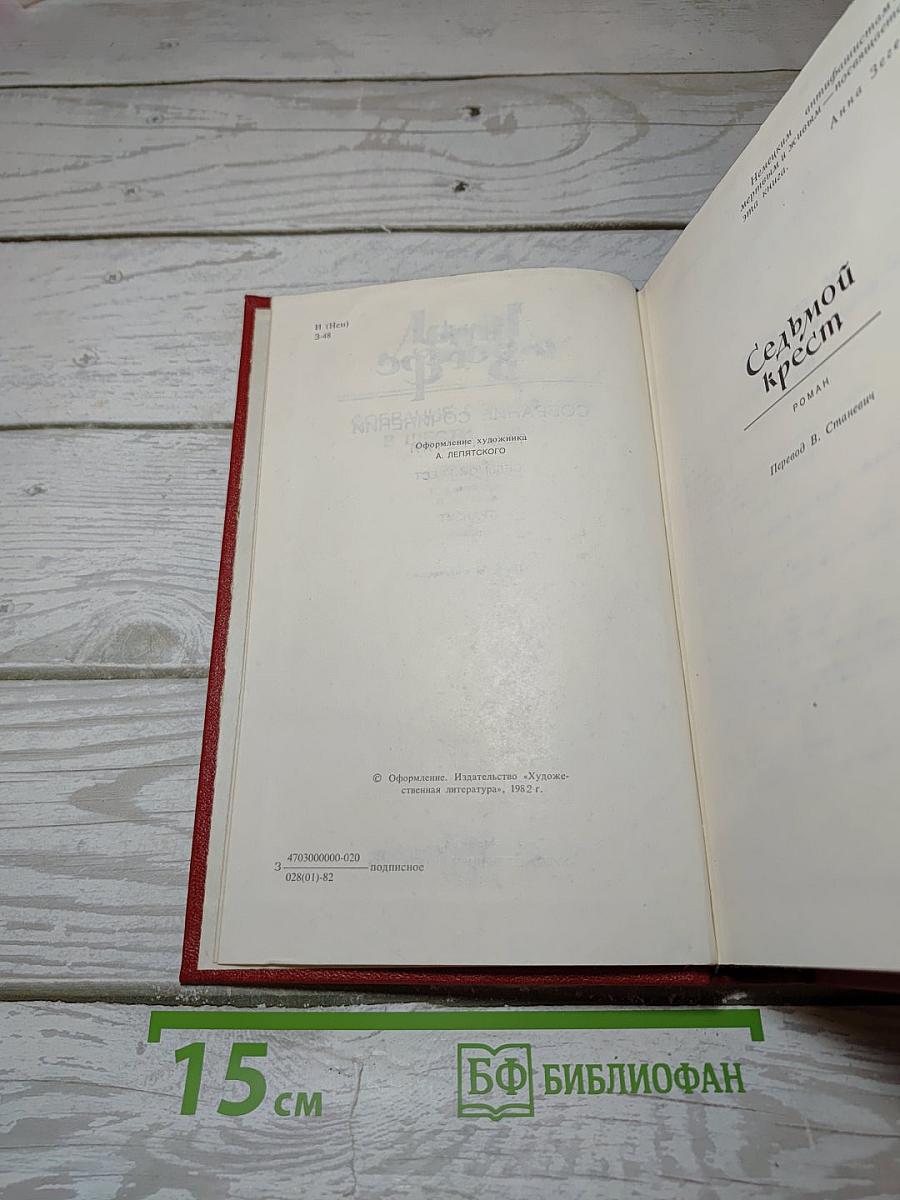 И (Нем)
З-48
Оформление художника
А. ЛЕПЯТСКОГО
© Оформление. Издательство «Художе-
ственная литература», 1982 г.
З 4703000000-020
028(01)-82
—подписное
Немецким антифашистам,
мертвым и живым — посвящается
эта книга.
Анна Зеге
Седьмой
крест
РОМАН
Перевод В. Станевич
15 см
БФ БИБЛИОФАН